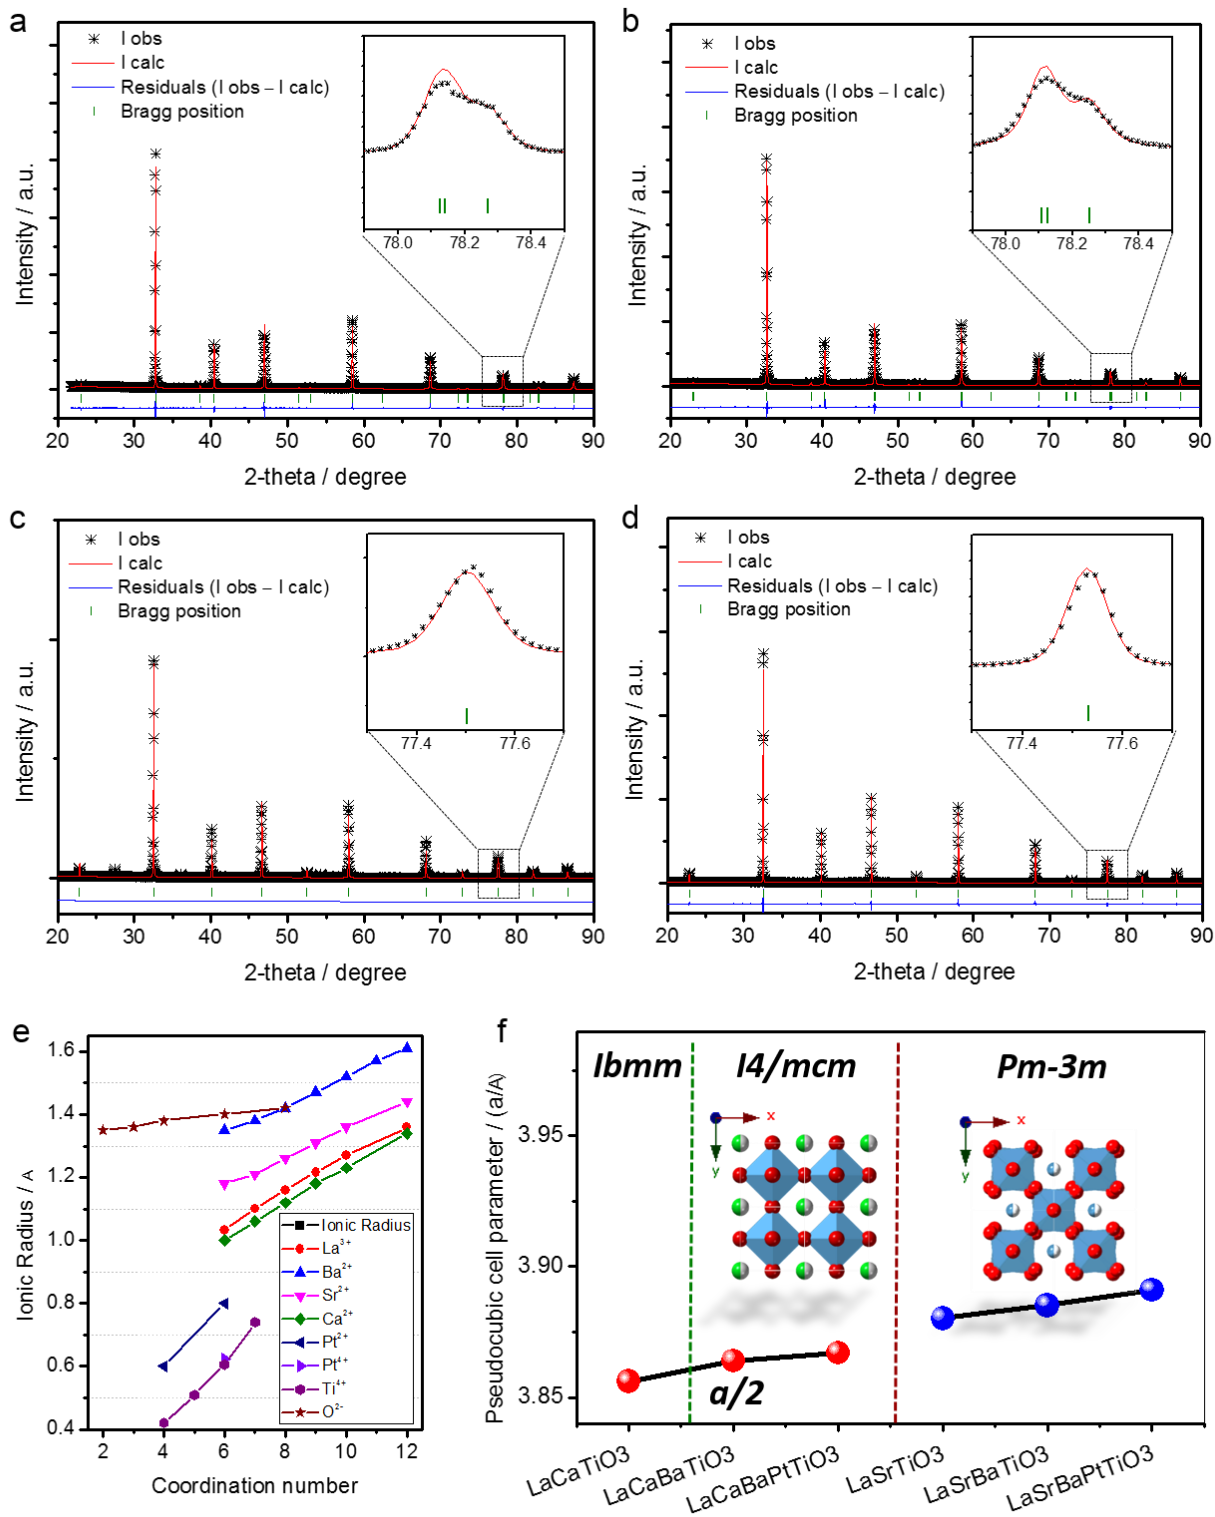 a
I obs
I calc
Residuals (I obs – I calc)
Bragg position
78.0 78.2 78.4
Intensity / a.u.
20 30 40 50 60 70 80 90
2-theta / degree
b
I obs
I calc
Residuals (I obs – I calc)
Bragg position
78.0 78.2 78.4
Intensity / a.u.
20 30 40 50 60 70 80 90
2-theta / degree
c
I obs
I calc
Residuals (I obs – I calc)
Bragg position
77.4 77.6
Intensity / a.u.
20 30 40 50 60 70 80 90
2-theta / degree
d
I obs
I calc
Residuals (I obs – I calc)
Bragg position
77.4 77.6
Intensity / a.u.
20 30 40 50 60 70 80 90
2-theta / degree
e
Ionic Radius / A
1.6
1.4
1.2
1.0
0.8
0.6
0.4
Ionic Radius
La3+
Ba2+
Sr2+
Ca2+
Pt2+
Pt4+
Ti4+
O2-
2 4 6 8 10 12
Coordination number
f
Pseudocubic cell parameter / (a/A)
3.95
3.90
3.85
Ibmm
I4/mcm
Pm-3m
x
y
x
y
a/2
LaCaTiO3
LaCaBaTiO3
LaCaBaPtTiO3
LaSrTiO3
LaSrBaTiO3
LaSrBaPtTiO3